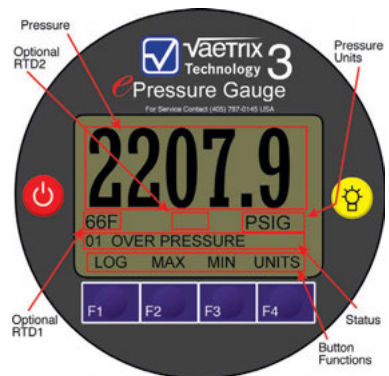 Pressure
Optional
RTD2
VAETRIX
Technology 3
ePressure Gauge
For Service Contact (405) 787-0145 USA
Pressure
Units
2207.9
66F PSIG
01 OVER PRESSURE
LOG MAX MIN UNITS
F1 F2 F3 F4
Optional
RTD1
Status
Button
Functions